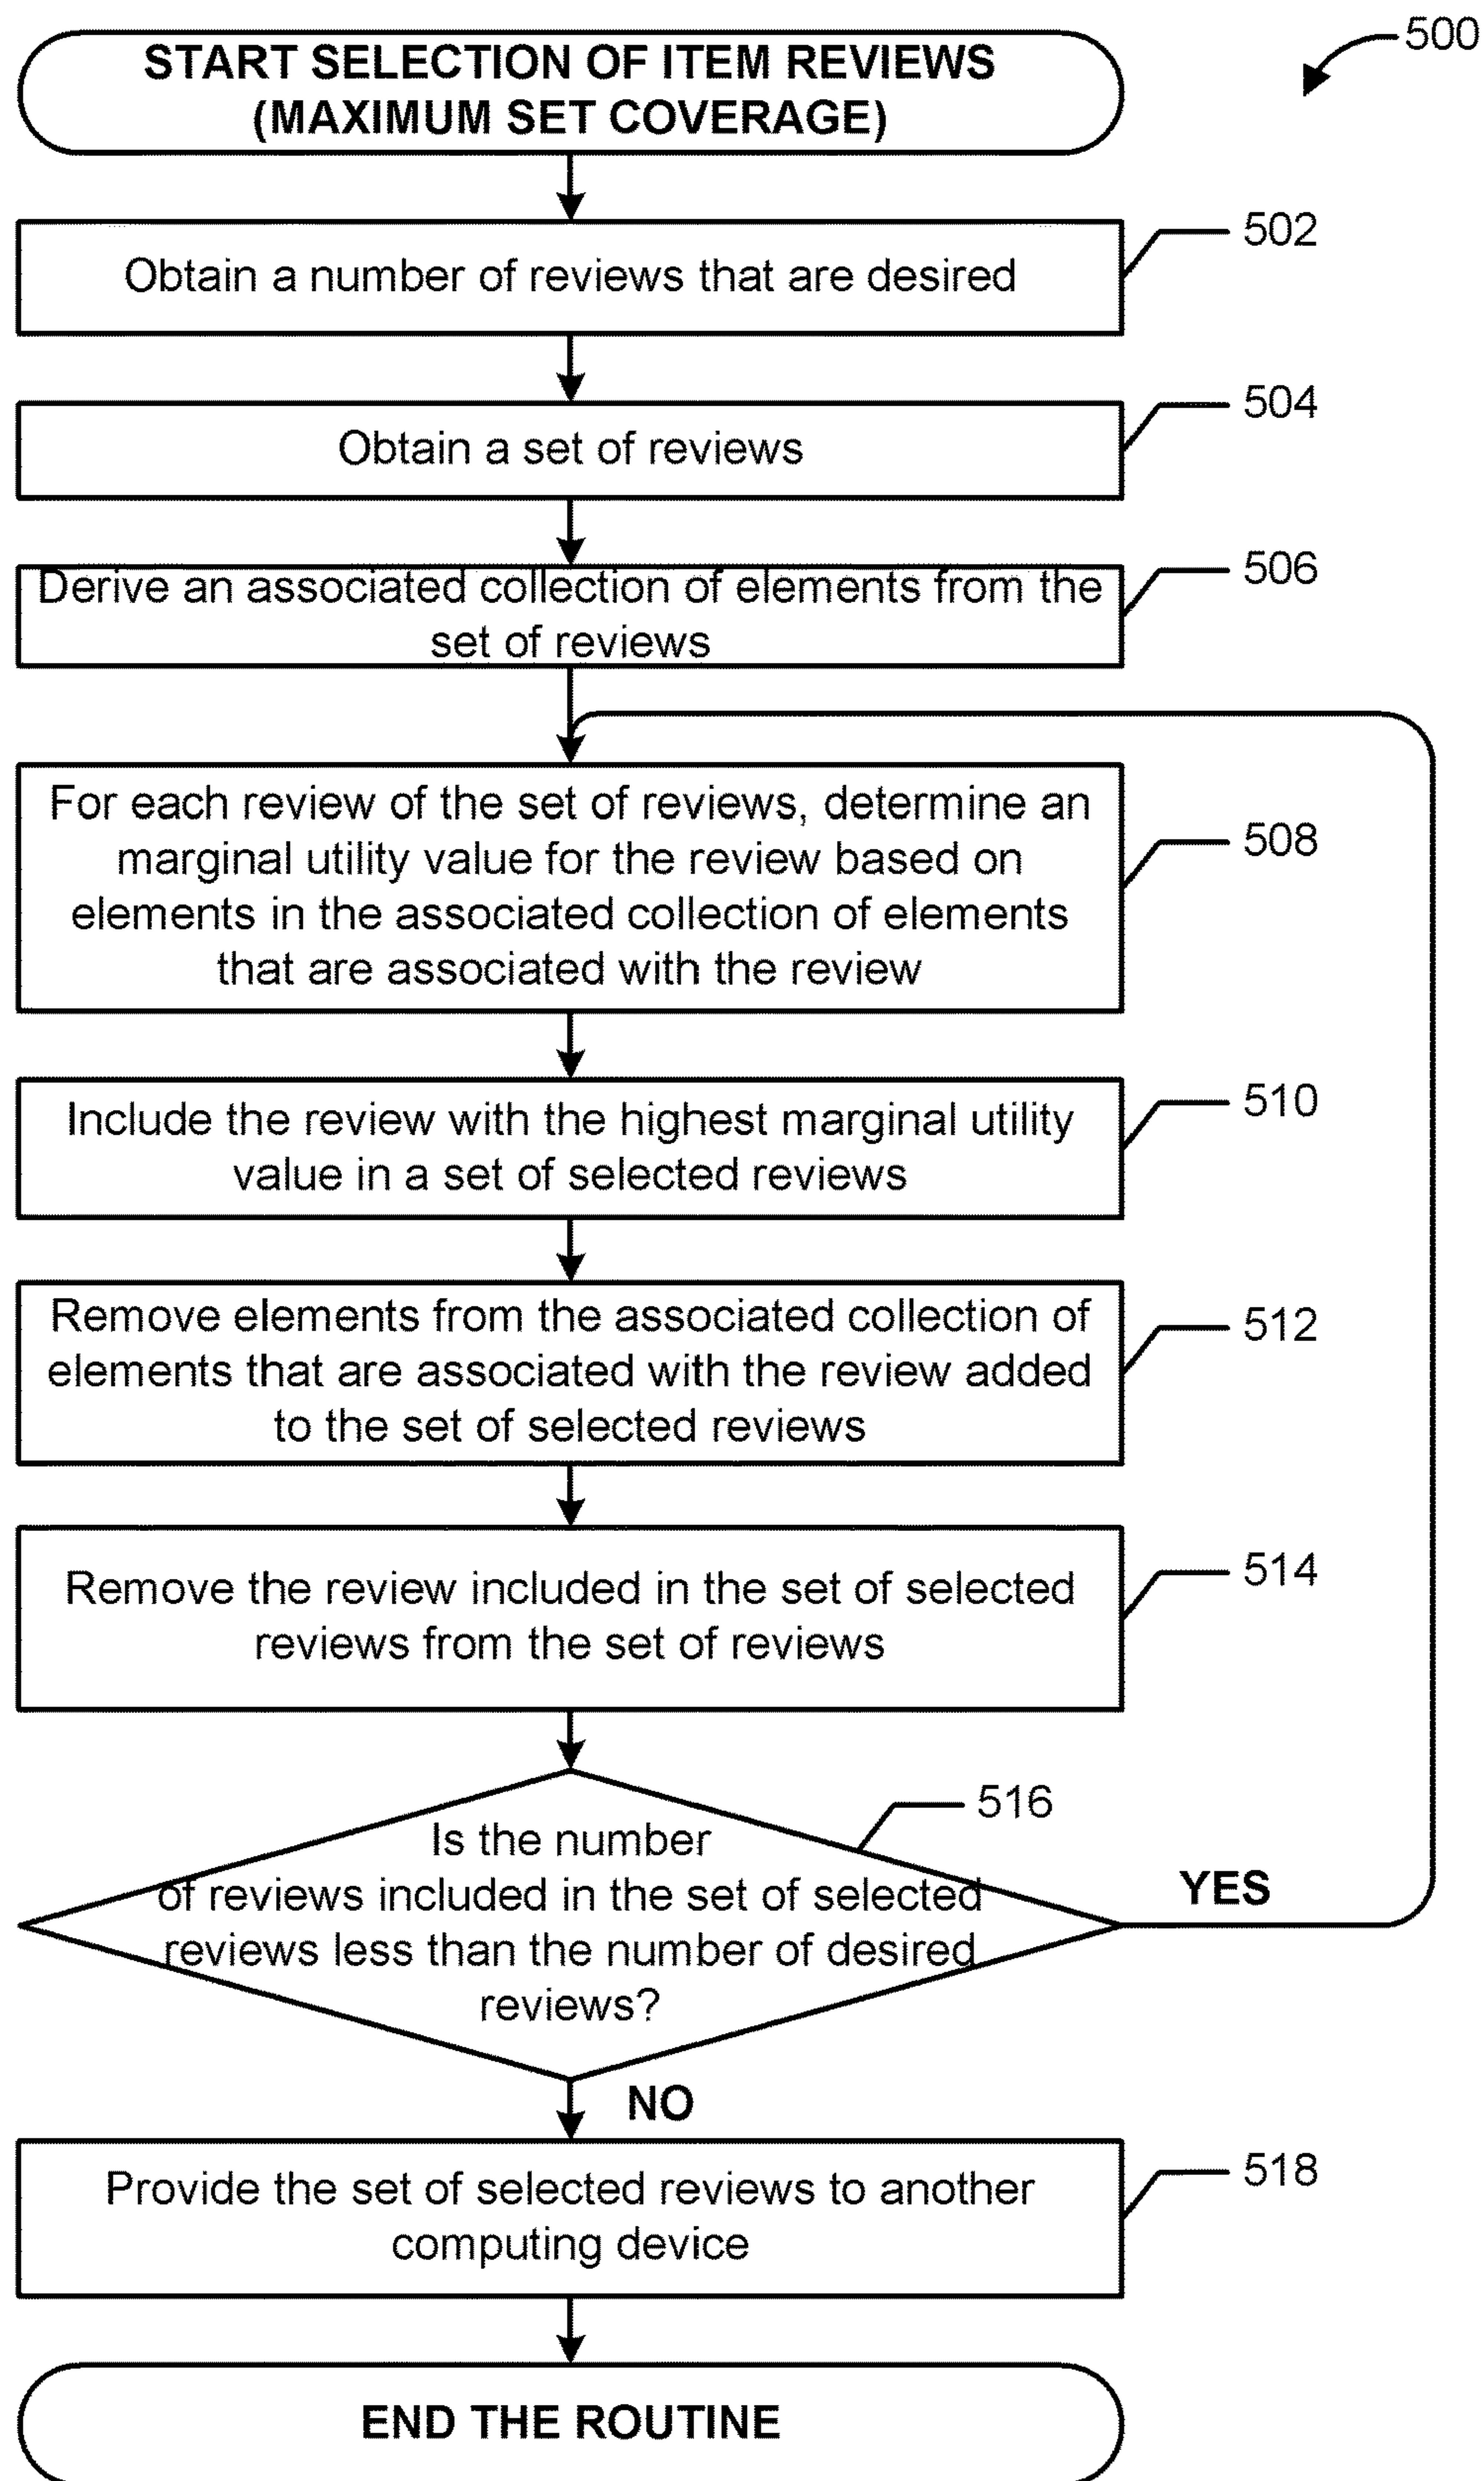 500
START SELECTION OF ITEM REVIEWS
(MAXIMUM SET COVERAGE)
502
Obtain a number of reviews that are desired
504
Obtain a set of reviews
506
Derive an associated collection of elements from the
set of reviews
For each review of the set of reviews, determine an
marginal utility value for the review based on
508
elements in the associated collection of elements
that are associated with the review
510
Include the review with the highest marginal utility
value in a set of selected reviews
Remove elements from the associated collection of
512
elements that are associated with the review added
to the set of selected reviews
514
Remove the review included in the set of selected
reviews from the set of reviews
516
Is the number
of reviews included in the set of selected
reviews less than the number of desired
reviews?
YES
NO
518
Provide the set of selected reviews to another
computing device
END THE ROUTINE